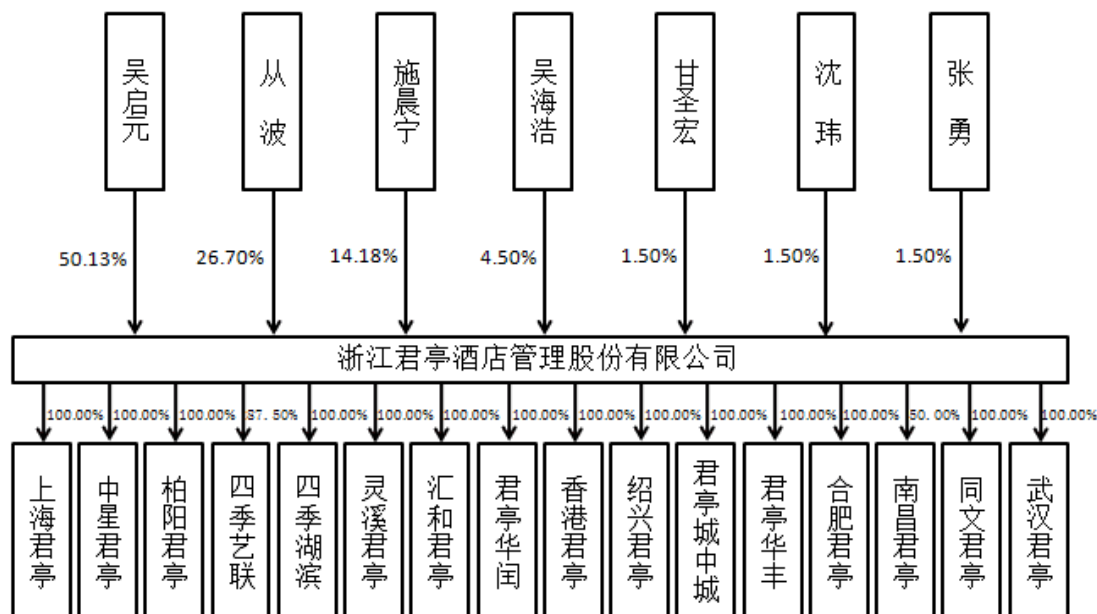 吴启元
从波
施晨宁
吴海浩
甘圣宏
沈玮
张勇
50.13%
26.70%
14.18%
4.50%
1.50%
1.50%
1.50%
浙江君亭酒店管理股份有限公司
100.00%
100.00%
100.00%
87.50%
100.00%
100.00%
100.00%
100.00%
100.00%
100.00%
100.00%
100.00%
100.00%
50.00%
100.00%
100.00%
上海君亭
中星君亭
柏阳君亭
四季艺联
四季湖滨
灵溪君亭
汇和君亭
君亭华闰
香港君亭
绍兴君亭
君亭城中城
君亭华丰
合肥君亭
南昌君亭
同文君亭
武汉君亭